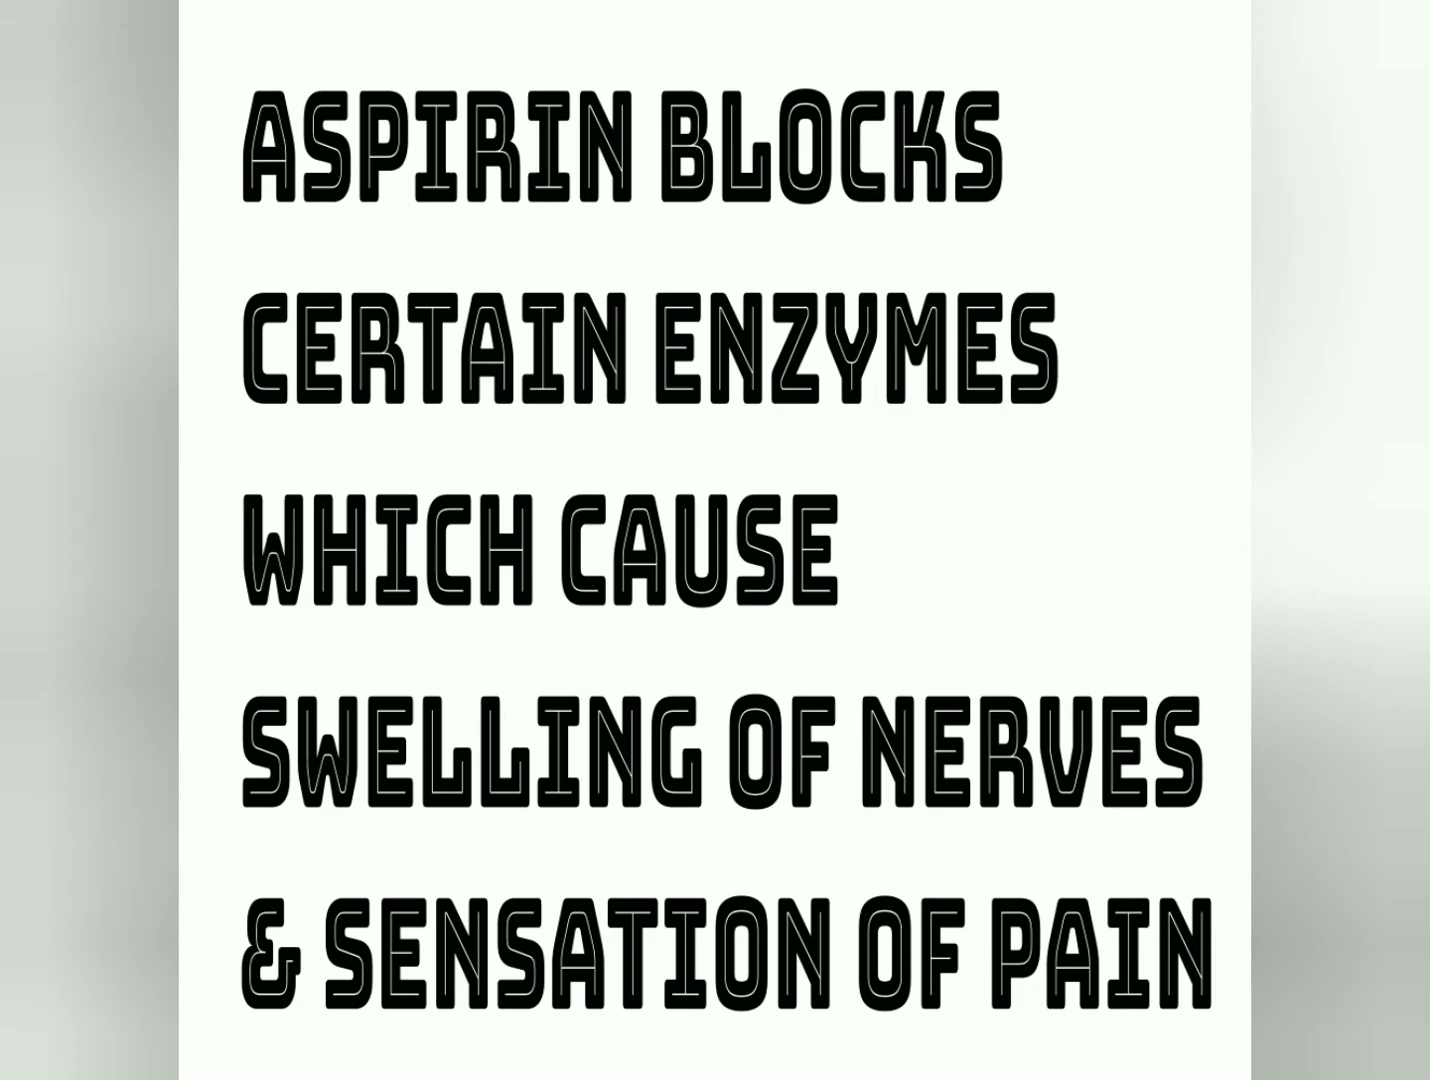 ASPIRIN BLOCKS
CERTAIN ENZYMES
WHICH CAUSE
SWELLING OF NERVES
& SENSATION OF PAIN